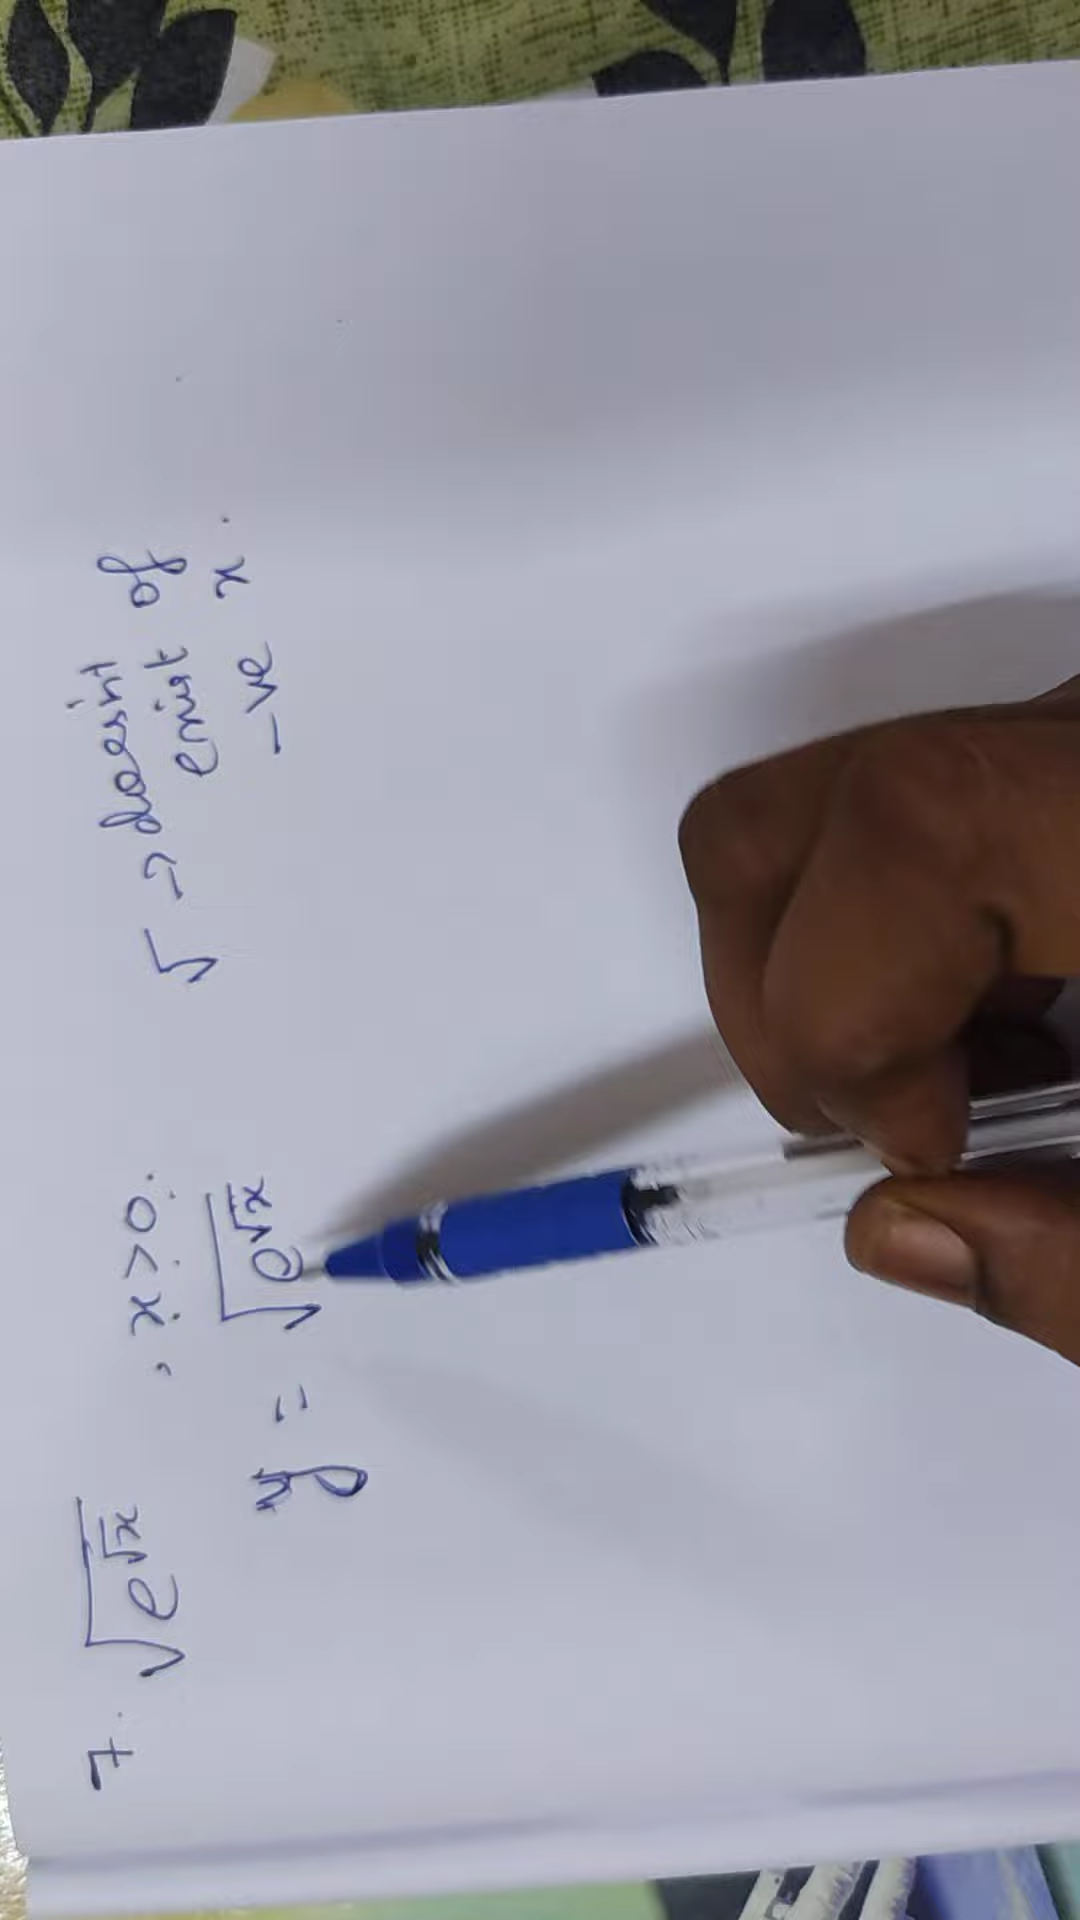 7. √e^√x , x > 0.
y = √e^√x
√ → doesn't
exist of
-ve x.